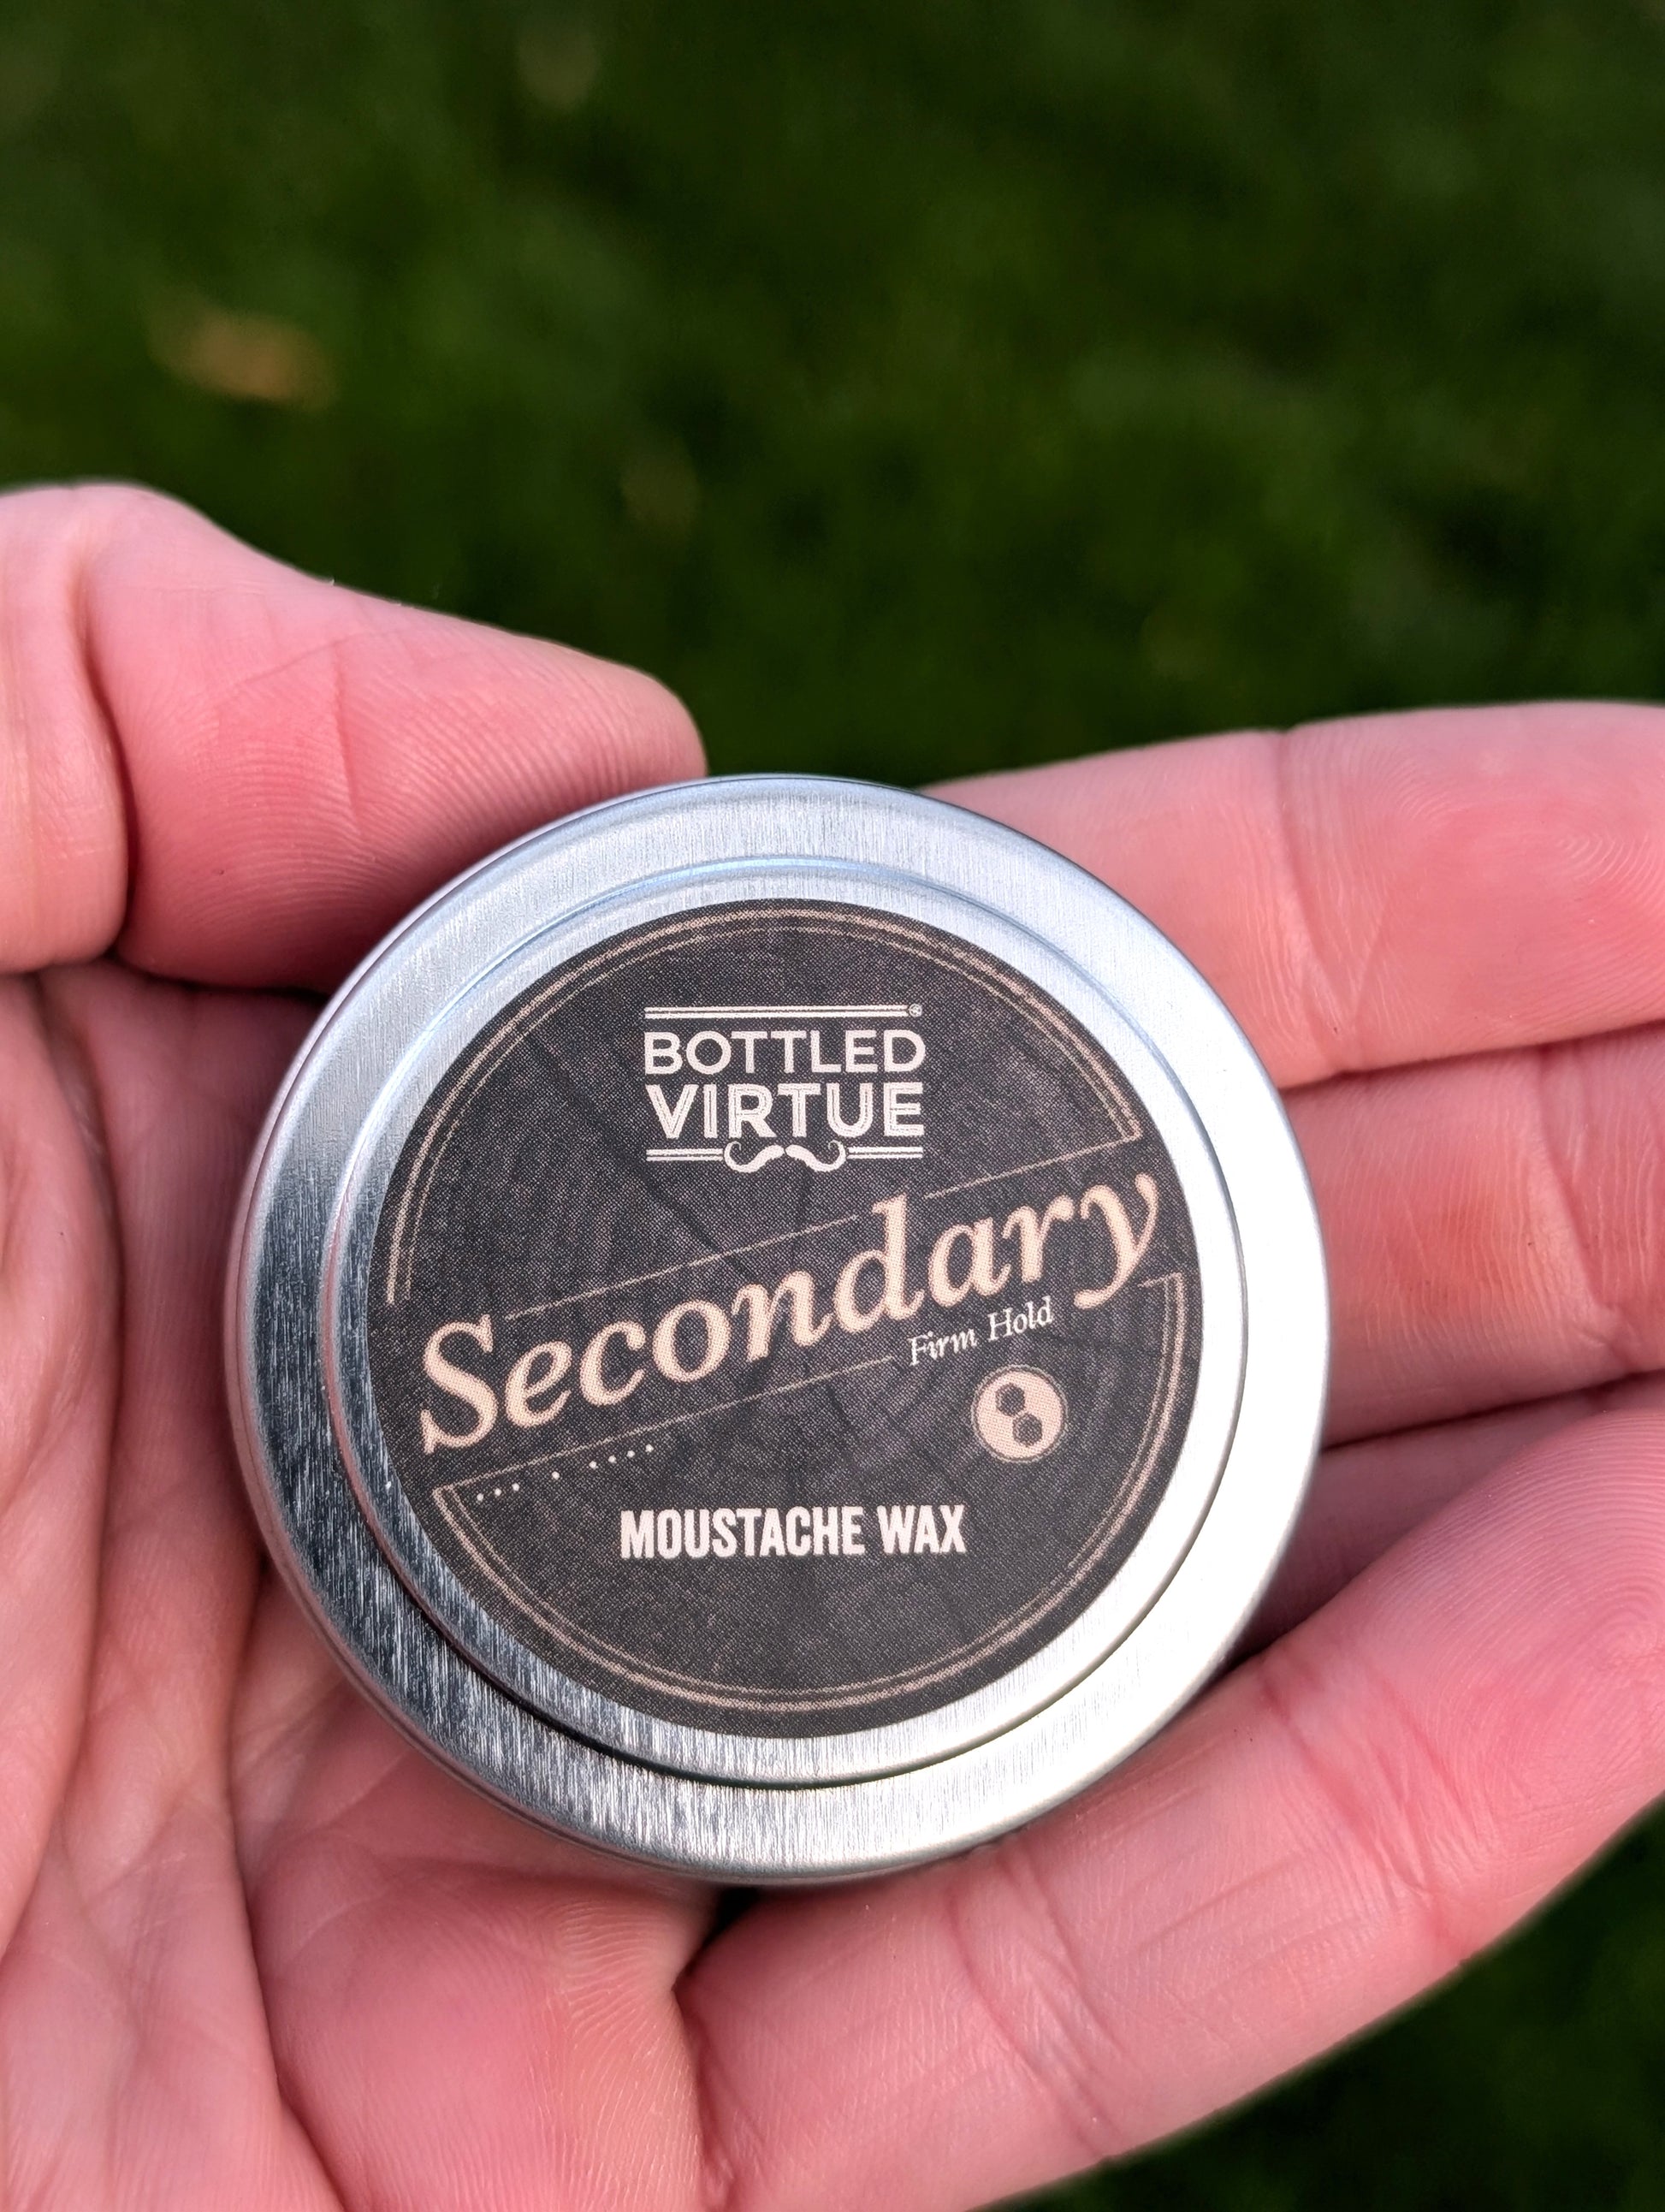 BOTTLED
VIRTUE
Secondary
Firm Hold
MOUSTACHE WAX